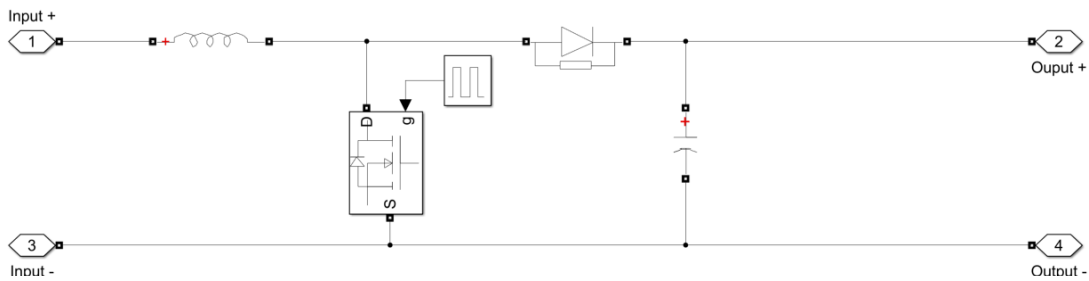 Input +
1
+
2
Ouput +
D
g
+
S
3
4
Input -
Output -